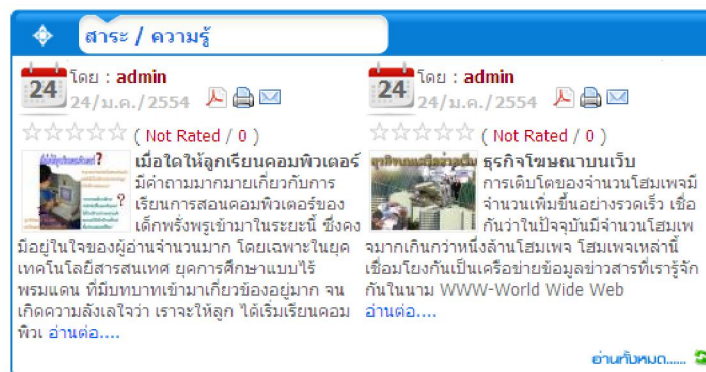 สาระ / ความรู้
24
โดย : admin
24/ม.ค./2554
( Not Rated / 0 )
เมื่อใดให้ลูกเรียนคอมพิวเตอร์
มีคำถามมากมายเกี่ยวกับการ
เรียนการสอนคอมพิวเตอร์ของ
เด็กพรั่งพรูเข้ามาในระยะนี้ ซึ่งคง
มีอยู่ในใจของผู้อ่านจำนวนมาก โดยเฉพาะในยุค
เทคโนโลยีสารสนเทศ ยุคการศึกษาแบบไร้
พรมแดน ที่มีบทบาทเข้ามาเกี่ยวข้องอยู่มาก จน
เกิดความลังเลใจว่า เราจะให้ลูก ได้เริ่มเรียนคอม
พิวเ อ่านต่อ....
24
โดย : admin
24/ม.ค./2554
( Not Rated / 0 )
ธุรกิจโฆษณาบนเว็บ
การเติบโตของจำนวนโฮมเพจมี
จำนวนเพิ่มขึ้นอย่างรวดเร็ว เชื่อ
กันว่าในปัจจุบันมีจำนวนโฮมเพ
จมากเกินกว่าหนึ่งล้านโฮมเพจ โฮมเพจเหล่านี้
เชื่อมโยงกันเป็นเครือข่ายข้อมูลข่าวสารที่เรารู้จัก
กันในนาม WWW-World Wide Web
อ่านต่อ....
อ่านทั้งหมด......